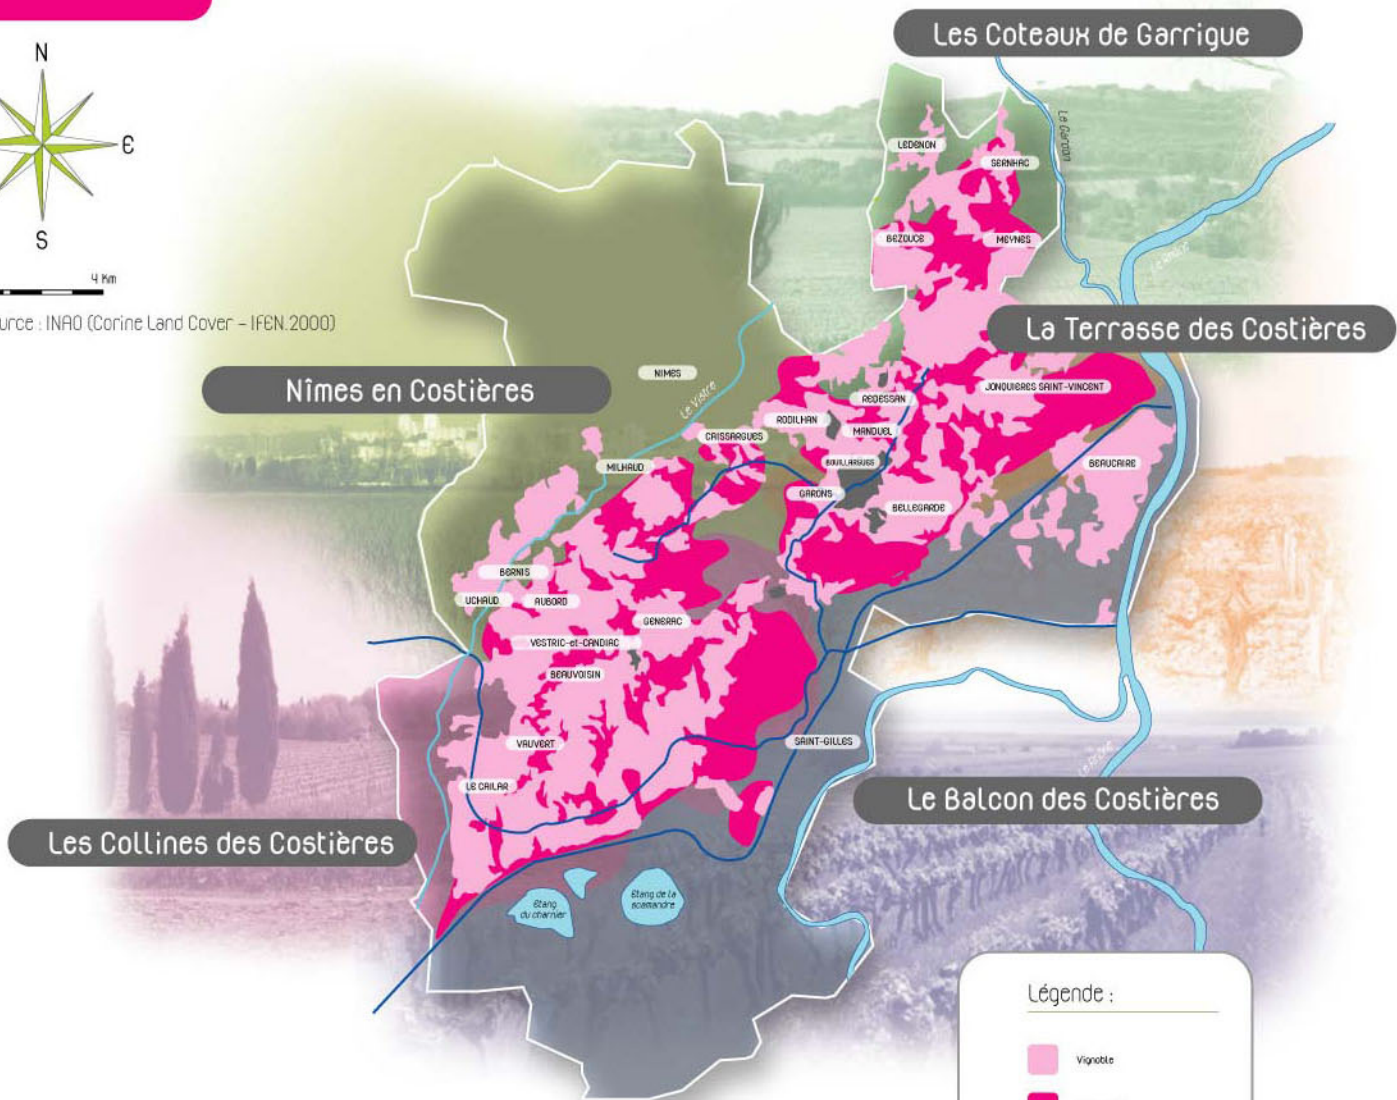 Les Coteaux de Garrigue
N
E
S
4 Km
urce : INAO (Corine Land Cover - IFEN.2000)
Le Gardon
LEDENON
SERNHAC
BEZOUCE
MEYNES
La Terrasse des Costières
Nîmes en Costières
NIMES
Le Vistre
JONQUIERES SAINT-VINCENT
REDESSAN
RODILHAN
MANDUEL
CAISSARGUES
MILHAUD
BOUILLARGUES
BEAUCAIRE
GARONS
BELLEGARDE
BERNIS
UCHAUD
AUBORD
GENERAC
VESTRIC-et-CANDIAC
BEAUVOISIN
VAUVERT
SAINT-GILLES
LE CAILAR
Le Balcon des Costières
Les Collines des Costières
Etang
du charnier
Etang de la
scamandre
Légende :
Vignoble